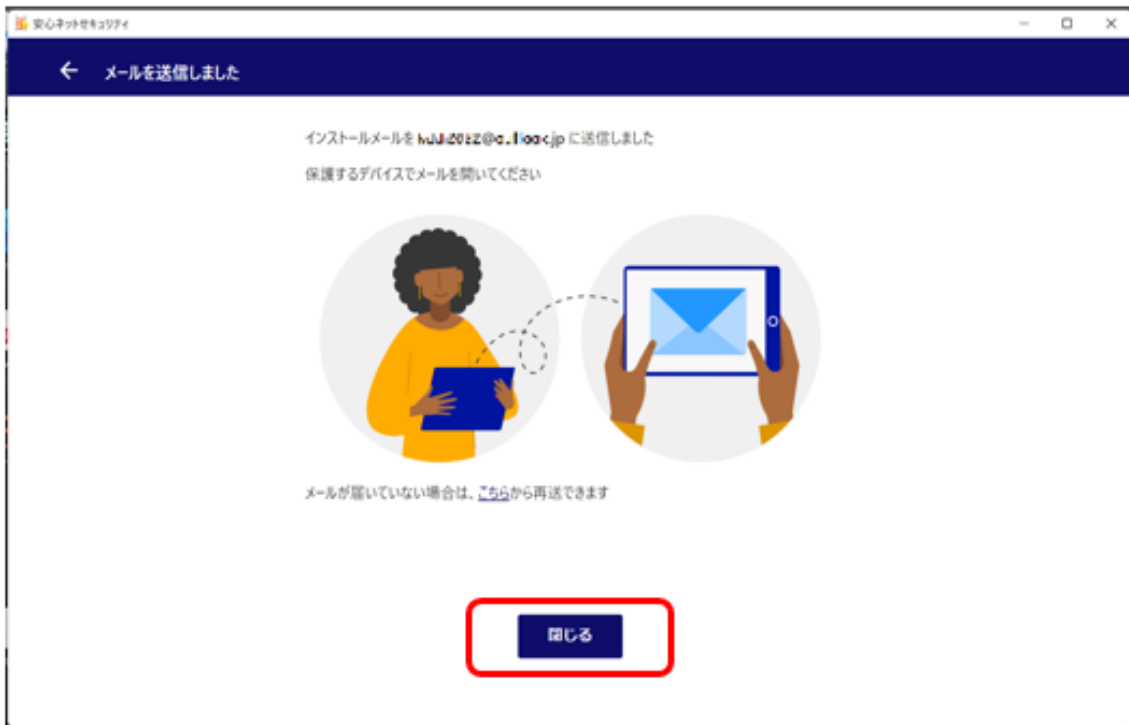 安心ネットセキュリティ
メールを送信しました
インストールメールを に送信しました
保護するデバイスでメールを開いてください
メールが届いていない場合は、こちらから再送できます
閉じる